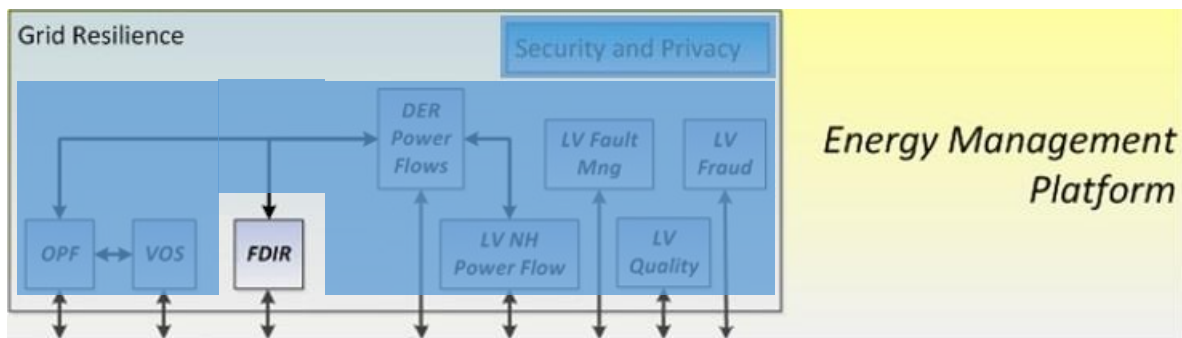 Grid Resilience
Security and Privacy
DER
Power
Flows
LV Fault
Mng
LV
Fraud
Energy Management
Platform
OPF
VOS
FDIR
LV NH
Power Flow
LV
Quality